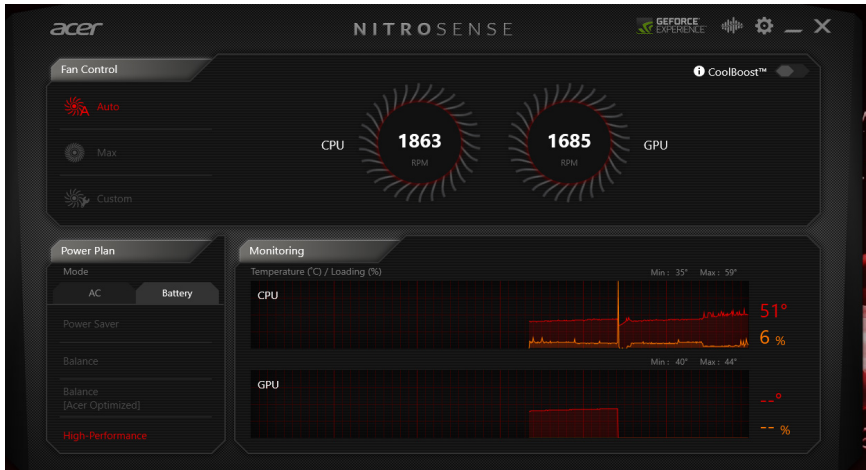 acer
NITROSENSE
GEFORCE
EXPERIENCE
Fan Control
CoolBoost™
Auto
Max
Custom
CPU
1863
RPM
1685
RPM
GPU
Power Plan
Mode
AC
Battery
Power Saver
Balance
Balance
[Acer Optimized]
High-Performance
Monitoring
Temperature (˚C) / Loading (%)
Min : 35° Max : 59°
CPU
51°
6 %
Min : 40° Max : 44°
GPU
--°
-- %